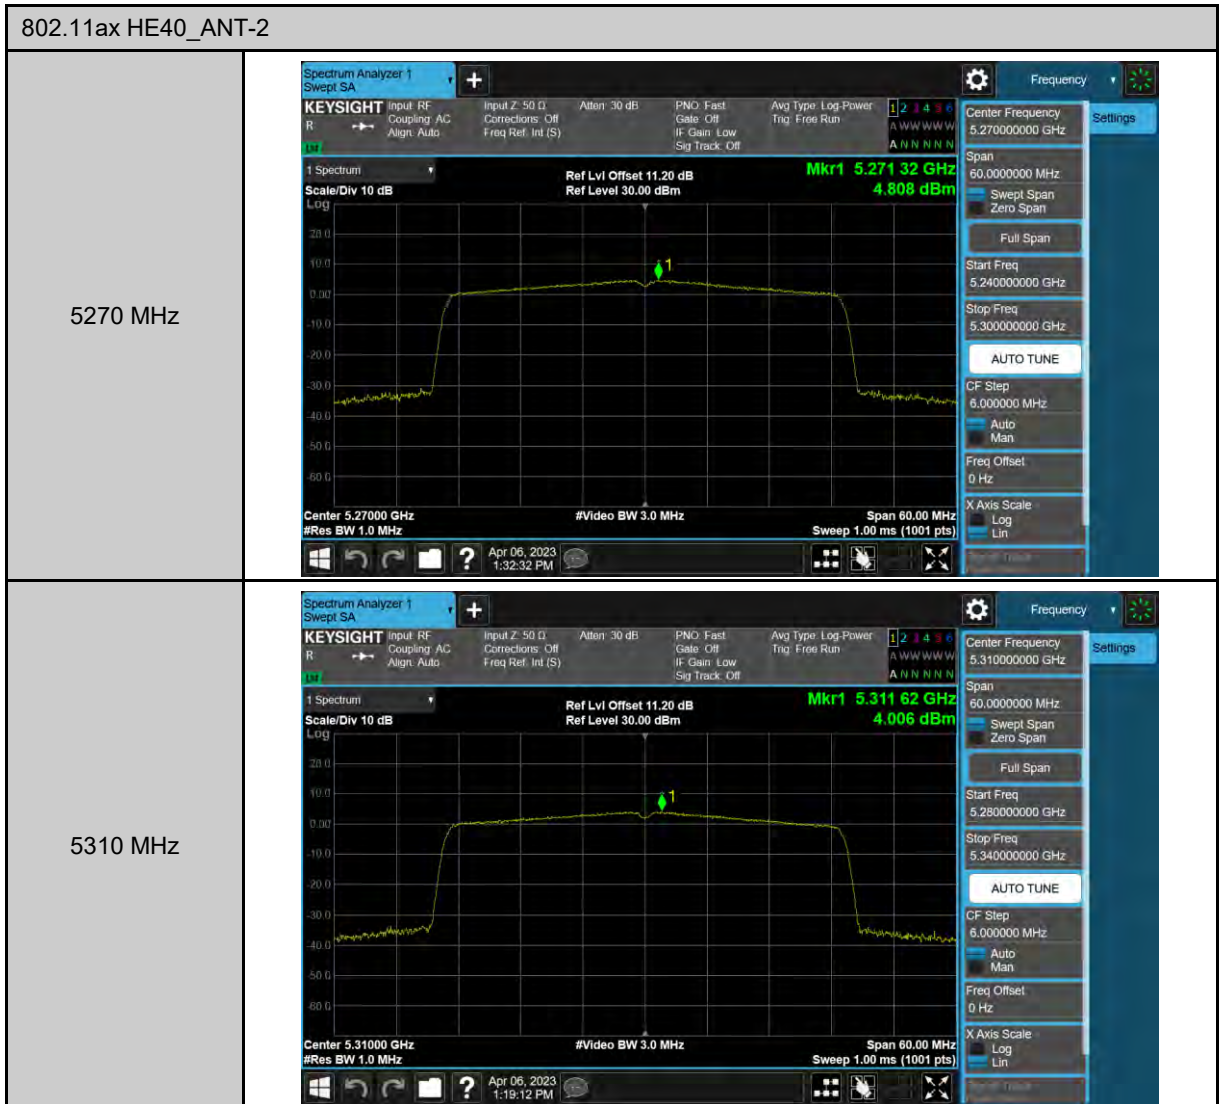 802.11ax HE40_ANT-2
5270 MHz
Spectrum Analyzer 1
Swept SA
Frequency
KEYSIGHT Input: RF
R
Coupling: AC
Align: Auto
Input Z: 50 Ω
Corrections: Off
Freq Ref: Int (S)
Atten: 30 dB
PNO: Fast
Gate: Off
IF Gain: Low
Sig Track: Off
Avg Type: Log-Power
Trig: Free Run
1 2 3 4 5 6
A W W W W W
A N N N N N
Center Frequency
5.270000000 GHz
Settings
Span
60.0000000 MHz
Swept Span
Zero Span
Full Span
Start Freq
5.240000000 GHz
Stop Freq
5.300000000 GHz
AUTO TUNE
CF Step
6.000000 MHz
Auto
Man
Freq Offset
0 Hz
X Axis Scale
Log
Lin
1 Spectrum
Scale/Div 10 dB
Ref Lvl Offset 11.20 dB
Ref Level 30.00 dBm
Mkr1 5.271 32 GHz
4.808 dBm
Log
20.0
10.0
0.00
-10.0
-20.0
-30.0
-40.0
-50.0
-60.0
1
Center 5.27000 GHz
#Res BW 1.0 MHz
#Video BW 3.0 MHz
Span 60.00 MHz
Sweep 1.00 ms (1001 pts)
Apr 06, 2023
1:32:32 PM
5310 MHz
Spectrum Analyzer 1
Swept SA
Frequency
KEYSIGHT Input: RF
R
Coupling: AC
Align: Auto
Input Z: 50 Ω
Corrections: Off
Freq Ref: Int (S)
Atten: 30 dB
PNO: Fast
Gate: Off
IF Gain: Low
Sig Track: Off
Avg Type: Log-Power
Trig: Free Run
1 2 3 4 5 6
A W W W W W
A N N N N N
Center Frequency
5.310000000 GHz
Settings
Span
60.0000000 MHz
Swept Span
Zero Span
Full Span
Start Freq
5.280000000 GHz
Stop Freq
5.340000000 GHz
AUTO TUNE
CF Step
6.000000 MHz
Auto
Man
Freq Offset
0 Hz
X Axis Scale
Log
Lin
1 Spectrum
Scale/Div 10 dB
Ref Lvl Offset 11.20 dB
Ref Level 30.00 dBm
Mkr1 5.311 62 GHz
4.006 dBm
Log
20.0
10.0
0.00
-10.0
-20.0
-30.0
-40.0
-50.0
-60.0
1
Center 5.31000 GHz
#Res BW 1.0 MHz
#Video BW 3.0 MHz
Span 60.00 MHz
Sweep 1.00 ms (1001 pts)
Apr 06, 2023
1:19:12 PM